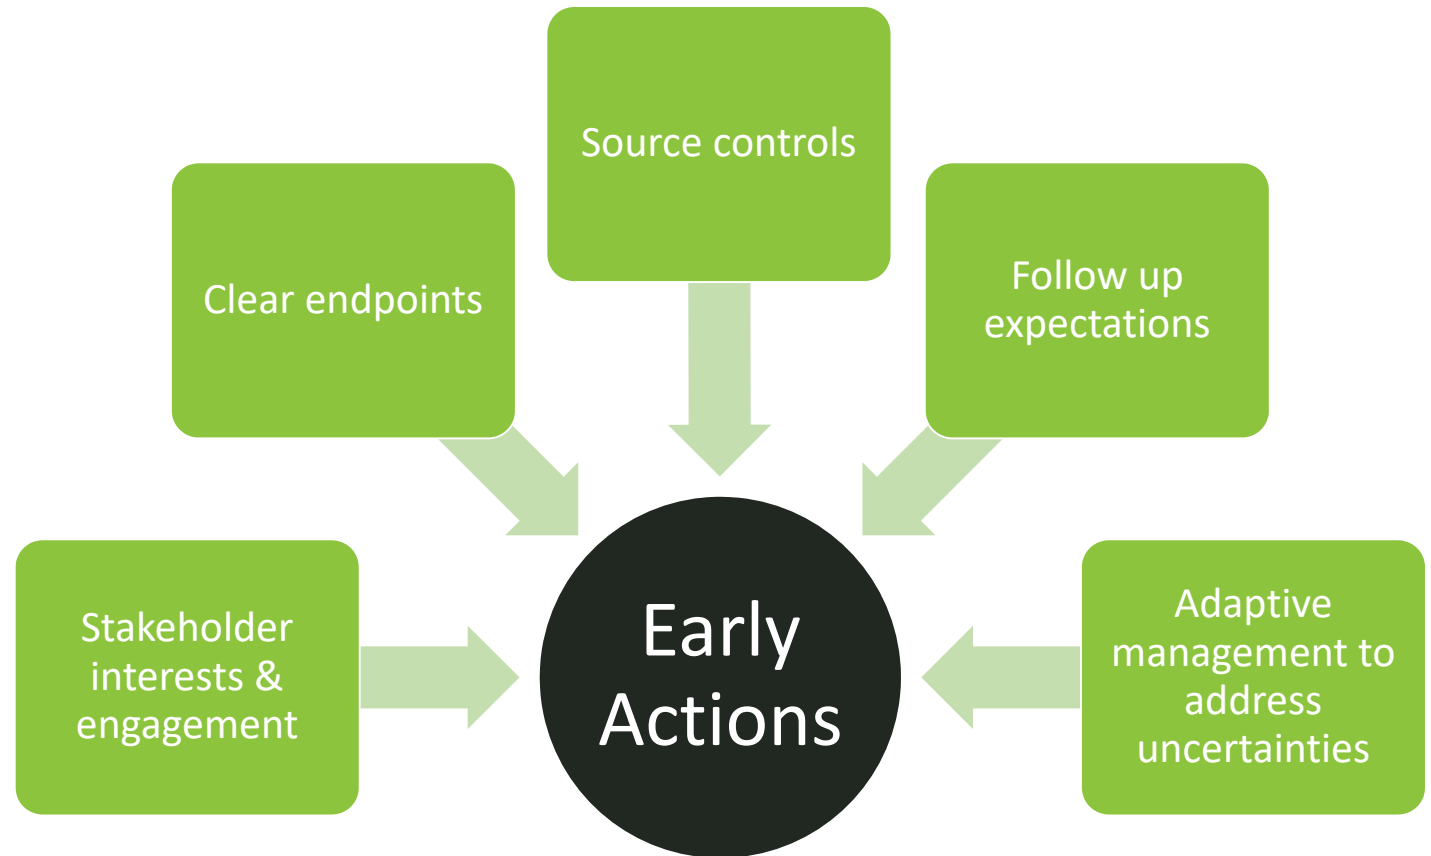 Source controls
Clear endpoints
Follow up
expectations
Stakeholder
interests &
engagement
Early
Actions
Adaptive
management to
address
uncertainties